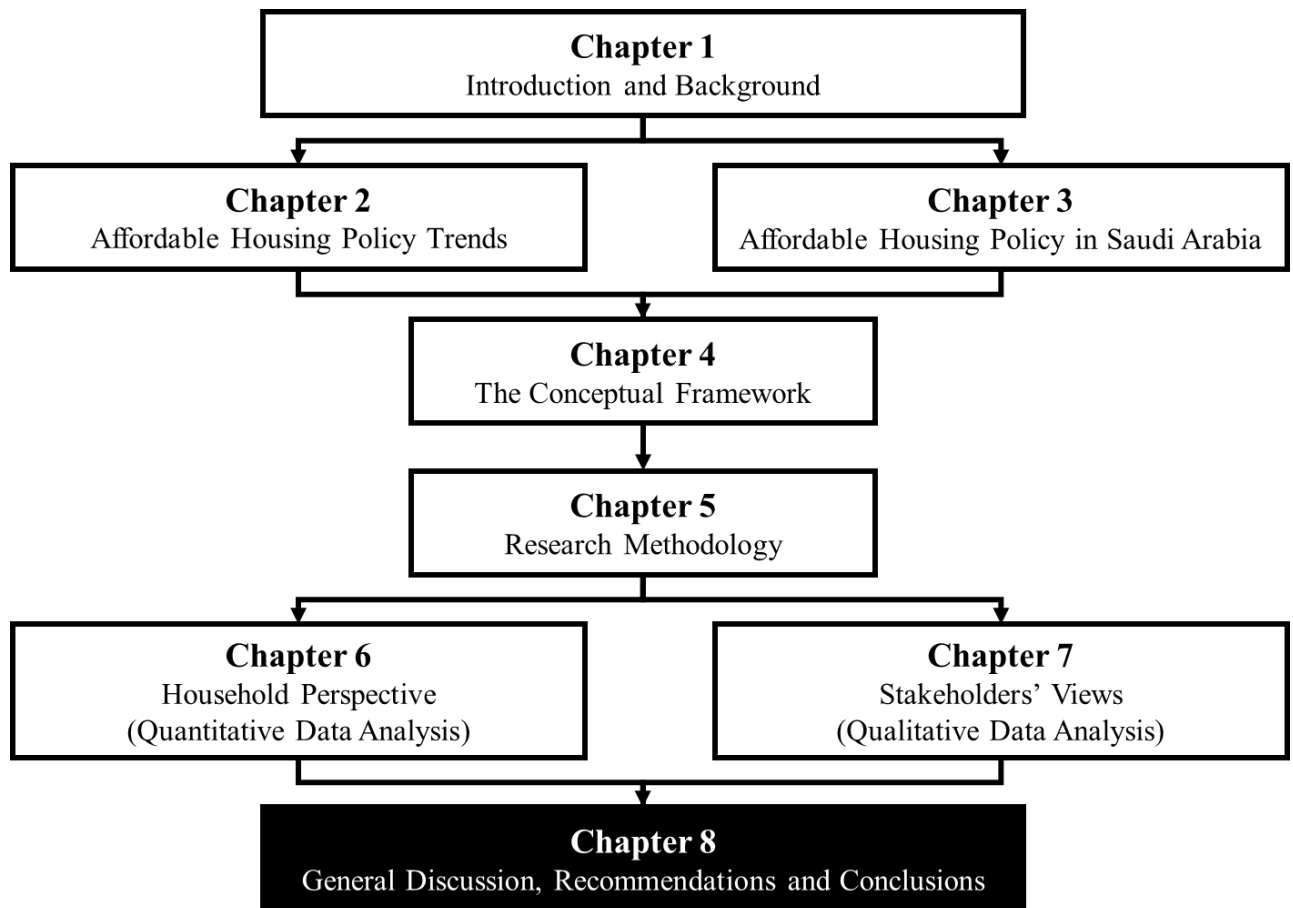 Chapter 1
Introduction and Background
Chapter 2
Affordable Housing Policy Trends
Chapter 3
Affordable Housing Policy in Saudi Arabia
Chapter 4
The Conceptual Framework
Chapter 5
Research Methodology
Chapter 6
Household Perspective
(Quantitative Data Analysis)
Chapter 7
Stakeholders’ Views
(Qualitative Data Analysis)
Chapter 8
General Discussion, Recommendations and Conclusions